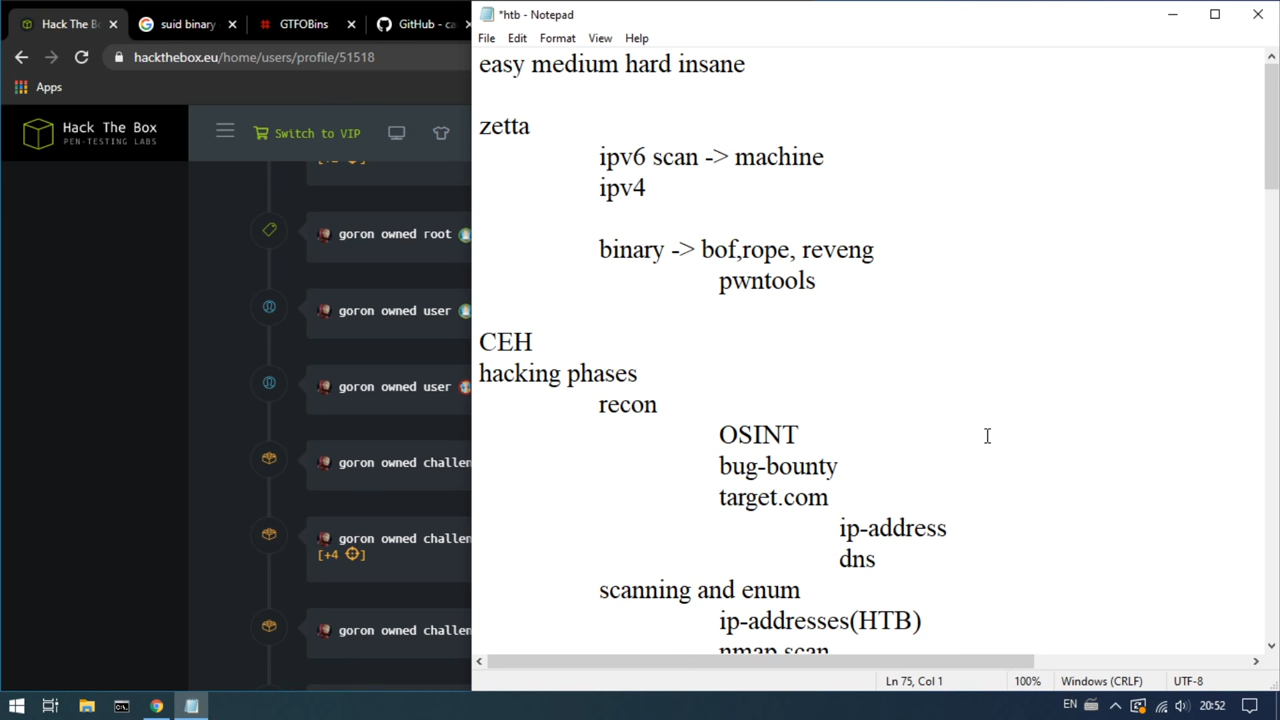 Hack The B
suid binary
GTFOBins
GitHub - ca
hackthebox.eu/home/users/profile/51518
Apps
Hack The Box
PEN-TESTING LABS
Switch to VIP
goron owned root
goron owned user
goron owned user
goron owned challen
goron owned challen
[+4 ]
goron owned challen
*htb - Notepad
File Edit Format View Help
easy medium hard insane
zetta
ipv6 scan -> machine
ipv4
binary -> bof,rope, reveng
pwntools
CEH
hacking phases
recon
OSINT
bug-bounty
target.com
ip-address
dns
scanning and enum
ip-addresses(HTB)
nmap scan
Ln 75, Col 1 100% Windows (CRLF) UTF-8
EN 20:52